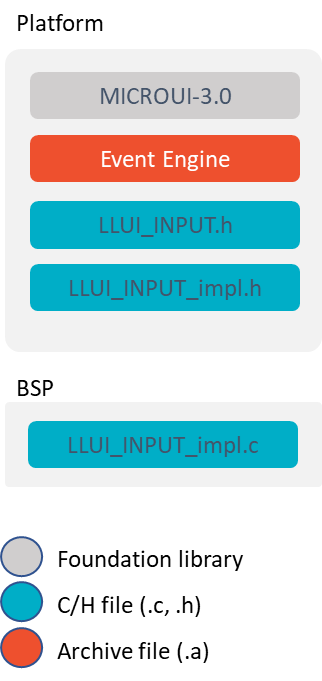 Platform
MICROUI-3.0
Event Engine
LLUI_INPUT.h
LLUI_INPUT_impl.h
BSP
LLUI_INPUT_impl.c
Foundation library
C/H file (.c, .h)
Archive file (.a)